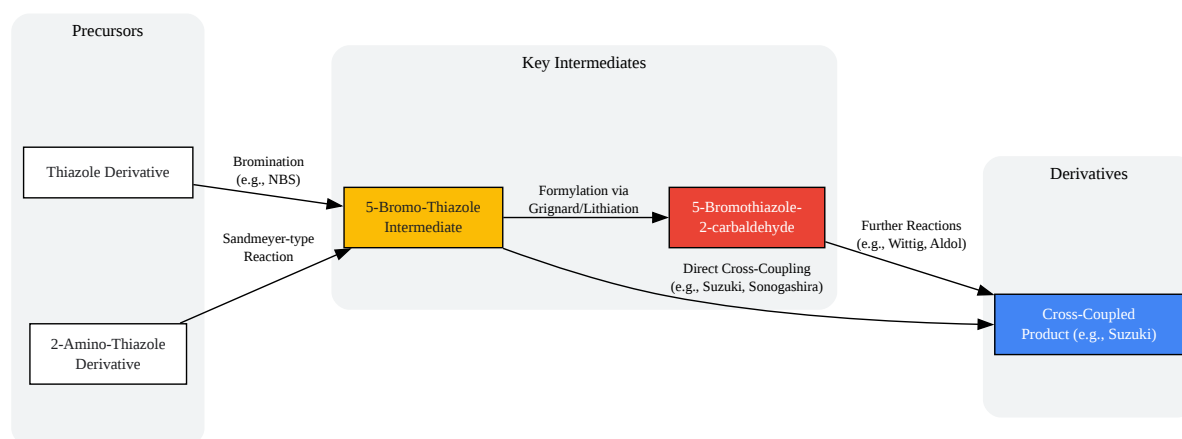 Precursors
Thiazole Derivative
2-Amino-Thiazole
Derivative
Bromination
(e.g., NBS)
Sandmeyer-type
Reaction
Key Intermediates
5-Bromo-Thiazole
Intermediate
Formylation via
Grignard/Lithiation
5-Bromothiazole-
2-carbaldehyde
Direct Cross-Coupling
(e.g., Suzuki, Sonogashira)
Further Reactions
(e.g., Wittig, Aldol)
Derivatives
Cross-Coupled
Product (e.g., Suzuki)